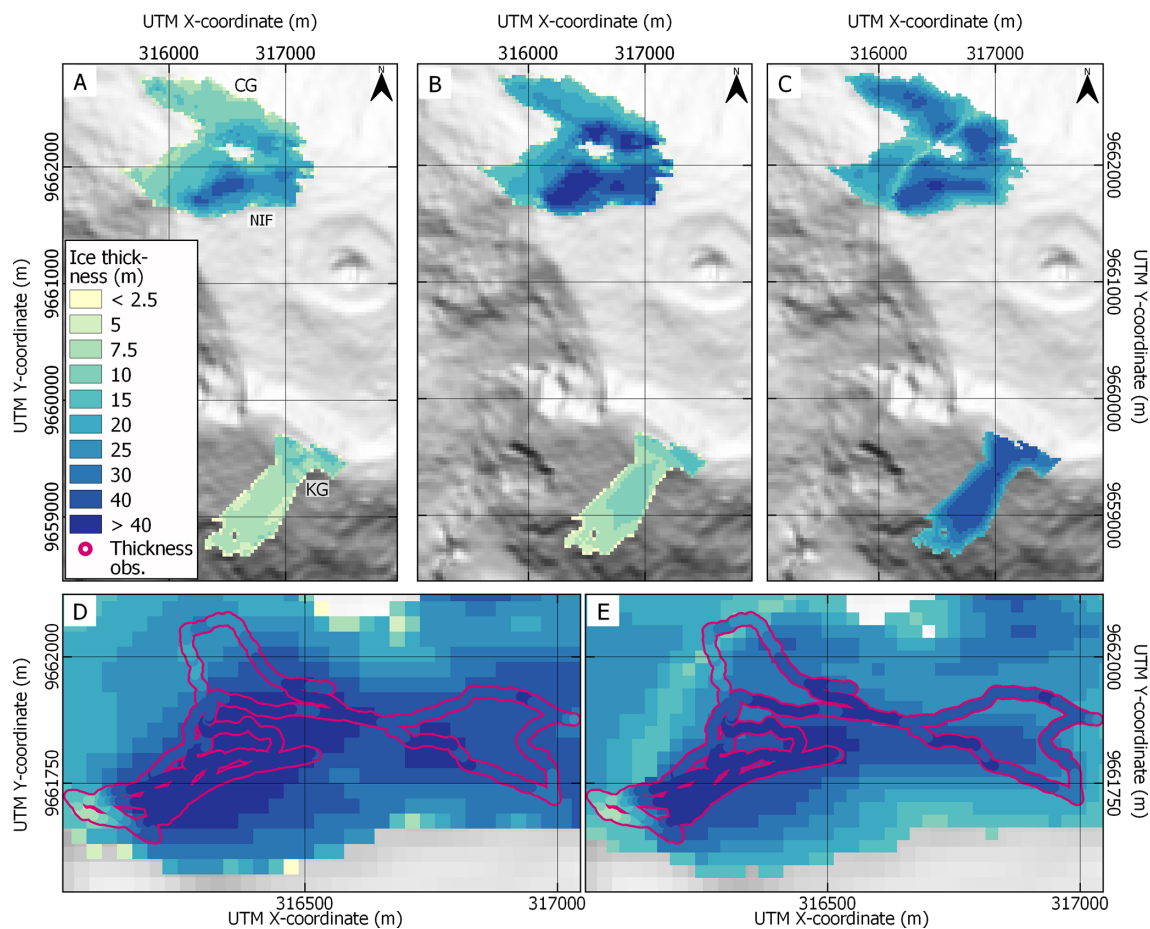 UTM X-coordinate (m) UTM X-coordinate (m) UTM X-coordinate (m)
316000 317000 316000 317000 316000 317000
A CG N B N C N
9662000 9662000
NIF
UTM Y-coordinate (m) 9661000 9661000 UTM Y-coordinate (m)
Ice thick-
ness (m)
< 2.5
5
7.5
10
15
20
25
30
40
> 40
Thickness
obs.
9660000 9660000
KG
9659000 9659000
D E
UTM Y-coordinate (m) 9662000 9662000 UTM Y-coordinate (m)
9661750 9661750
316500 317000 316500 317000
UTM X-coordinate (m) UTM X-coordinate (m)